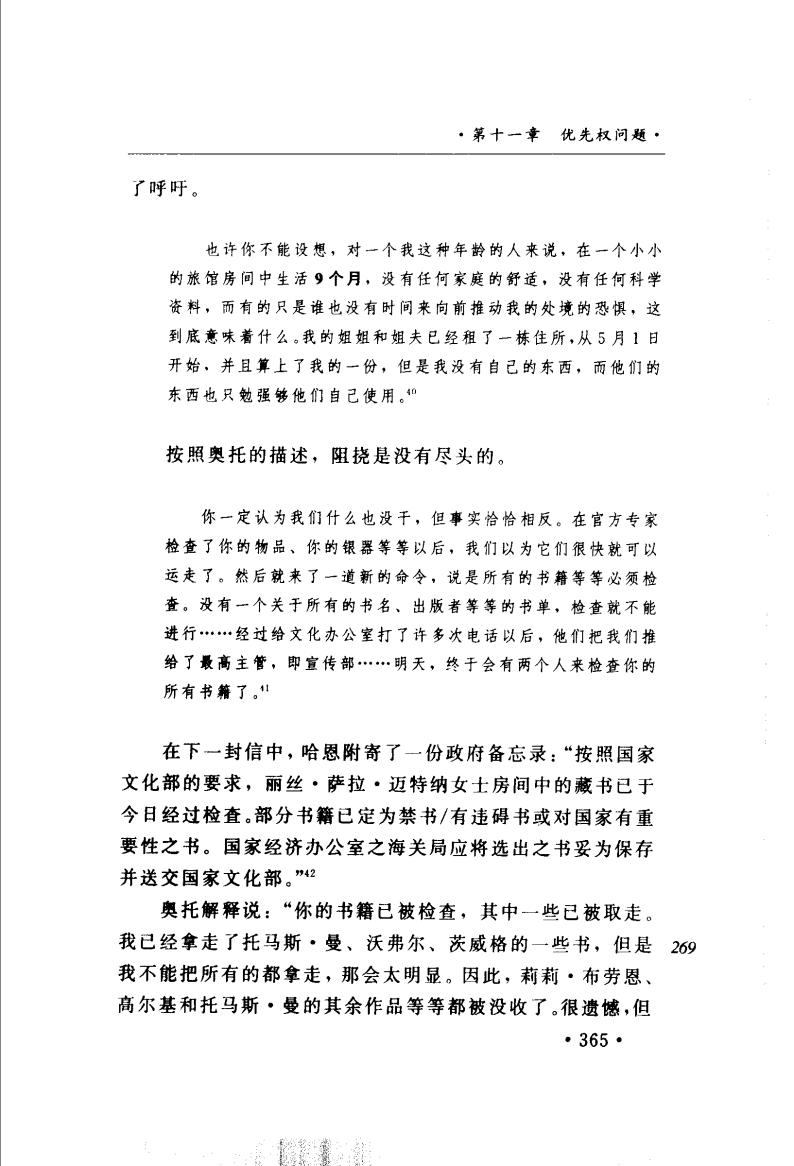 ·第十一章 优先权问题·
了呼吁。
也许你不能设想，对一个我这种年龄的人来说，在一个小小
的旅馆房间中生活9个月，没有任何家庭的舒适，没有任何科学
资料，而有的只是谁也没有时间来向前推动我的处境的恐惧，这
到底意味着什么。我的姐姐和姐夫已经租了一栋住所，从5月1日
开始，并且算上了我的一份，但是我没有自己的东西，而他们的
东西也只勉强够他们自己使用。40
按照奥托的描述，阻挠是没有尽头的。
你一定认为我们什么也没干，但事实恰恰相反。在官方专家
检查了你的物品、你的银器等等以后，我们以为它们很快就可以
运走了。然后就来了一道新的命令，说是所有的书籍等等必须检
查。没有一个关于所有的书名、出版者等等的书单，检查就不能
进行……经过给文化办公室打了许多次电话以后，他们把我们推
给了最高主管，即宣传部……明天，终于会有两个人来检查你的
所有书籍了。41
在下一封信中，哈恩附寄了一份政府备忘录：“按照国家
文化部的要求，丽丝·萨拉·迈特纳女士房间中的藏书已于
今日经过检查。部分书籍已定为禁书/有违碍书或对国家有重
要性之书。国家经济办公室之海关局应将选出之书妥为保存
并送交国家文化部。”42
奥托解释说：“你的书籍已被检查，其中一些已被取走。
我已经拿走了托马斯·曼、沃弗尔、茨威格的一些书，但是
269
我不能把所有的都拿走，那会太明显。因此，莉莉·布劳恩、
高尔基和托马斯·曼的其余作品等等都被没收了。很遗憾，但
·365·